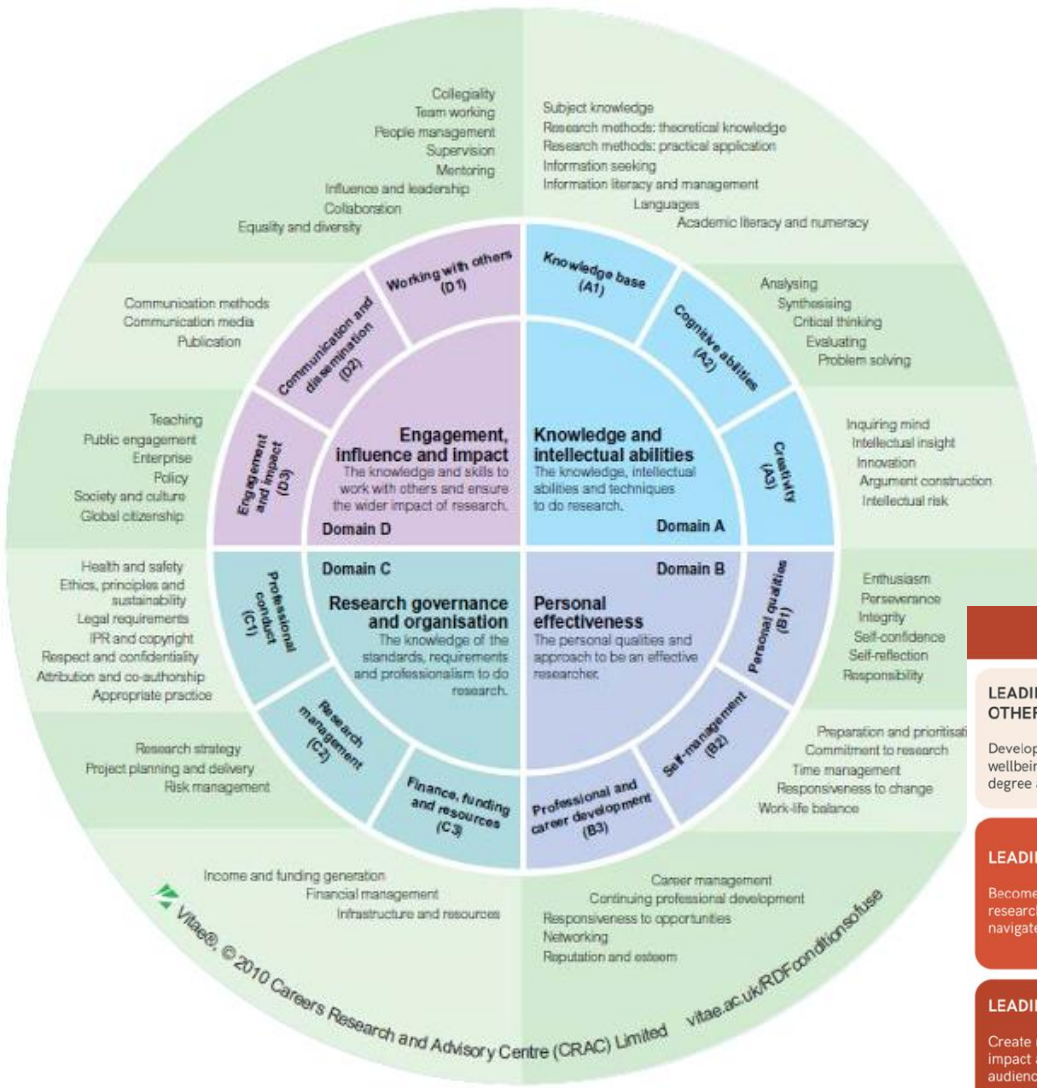 Collegiality
Team working
People management
Supervision
Mentoring
Influence and leadership
Collaboration
Equality and diversity
Subject knowledge
Research methods: theoretical knowledge
Research methods: practical application
Information seeking
Information literacy and management
Languages
Academic literacy and numeracy
Communication methods
Communication media
Publication
Analysing
Synthesising
Critical thinking
Evaluating
Problem solving
Teaching
Public engagement
Enterprise
Policy
Society and culture
Global citizenship
Inquiring mind
Intellectual insight
Innovation
Argument construction
Intellectual risk
Working with others
(D1)
Knowledge base
(A1)
Communication and
dissemination
(D2)
Cognitive abilities
(A2)
Engagement
and impact
(D3)
Creativity
(A3)
Engagement,
influence and impact
The knowledge and skills to
work with others and ensure
the wider impact of research.
Domain D
Knowledge and
intellectual abilities
The knowledge, intellectual
abilities and techniques
to do research.
Domain A
Domain C
Research governance
and organisation
The knowledge of the
standards, requirements
and professionalism to do
research.
Domain B
Personal
effectiveness
The personal qualities and
approach to be an effective
researcher.
Professional
conduct
(C1)
Personal qualities
(B1)
Research
management
(C2)
Self-management
(B2)
Finance, funding
and resources
(C3)
Professional and
career development
(B3)
Health and safety
Ethics, principles and
sustainability
Legal requirements
IPR and copyright
Respect and confidentiality
Attribution and co-authorship
Appropriate practice
Enthusiasm
Perseverance
Integrity
Self-confidence
Self-reflection
Responsibility
Research strategy
Project planning and delivery
Risk management
Preparation and
Commitment to research
Time management
Responsiveness to change
Work-life balance
Income and funding generation
Financial management
Infrastructure and resources
Career management
Continuing professional development
Responsiveness to opportunities
Networking
Reputation and esteem
Vitae®, © 2010 Careers Research and Advisory Centre (CRAC) Limited vitae.ac.uk/RDFconditionsofuse
Develop
degree
Become
research
navigate
Create
impact